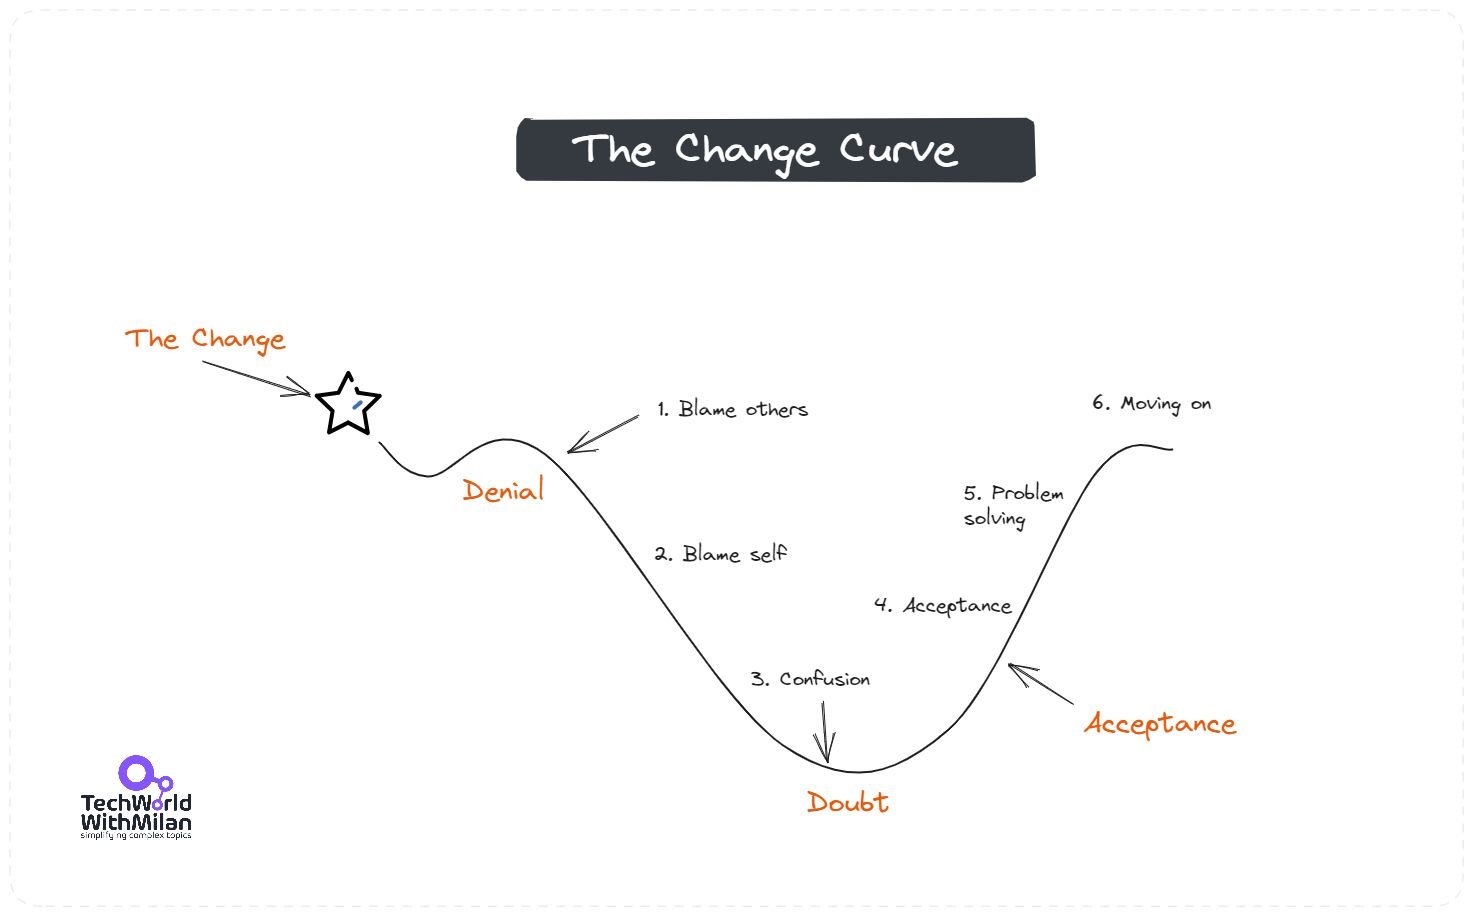 The Change Curve
The Change
1. Blame others
6. Moving on
Denial
5. Problem
solving
2. Blame self
4. Acceptance
3. Confusion
Acceptance
Doubt
TechWorld
WithMilan
simplifying complex topics